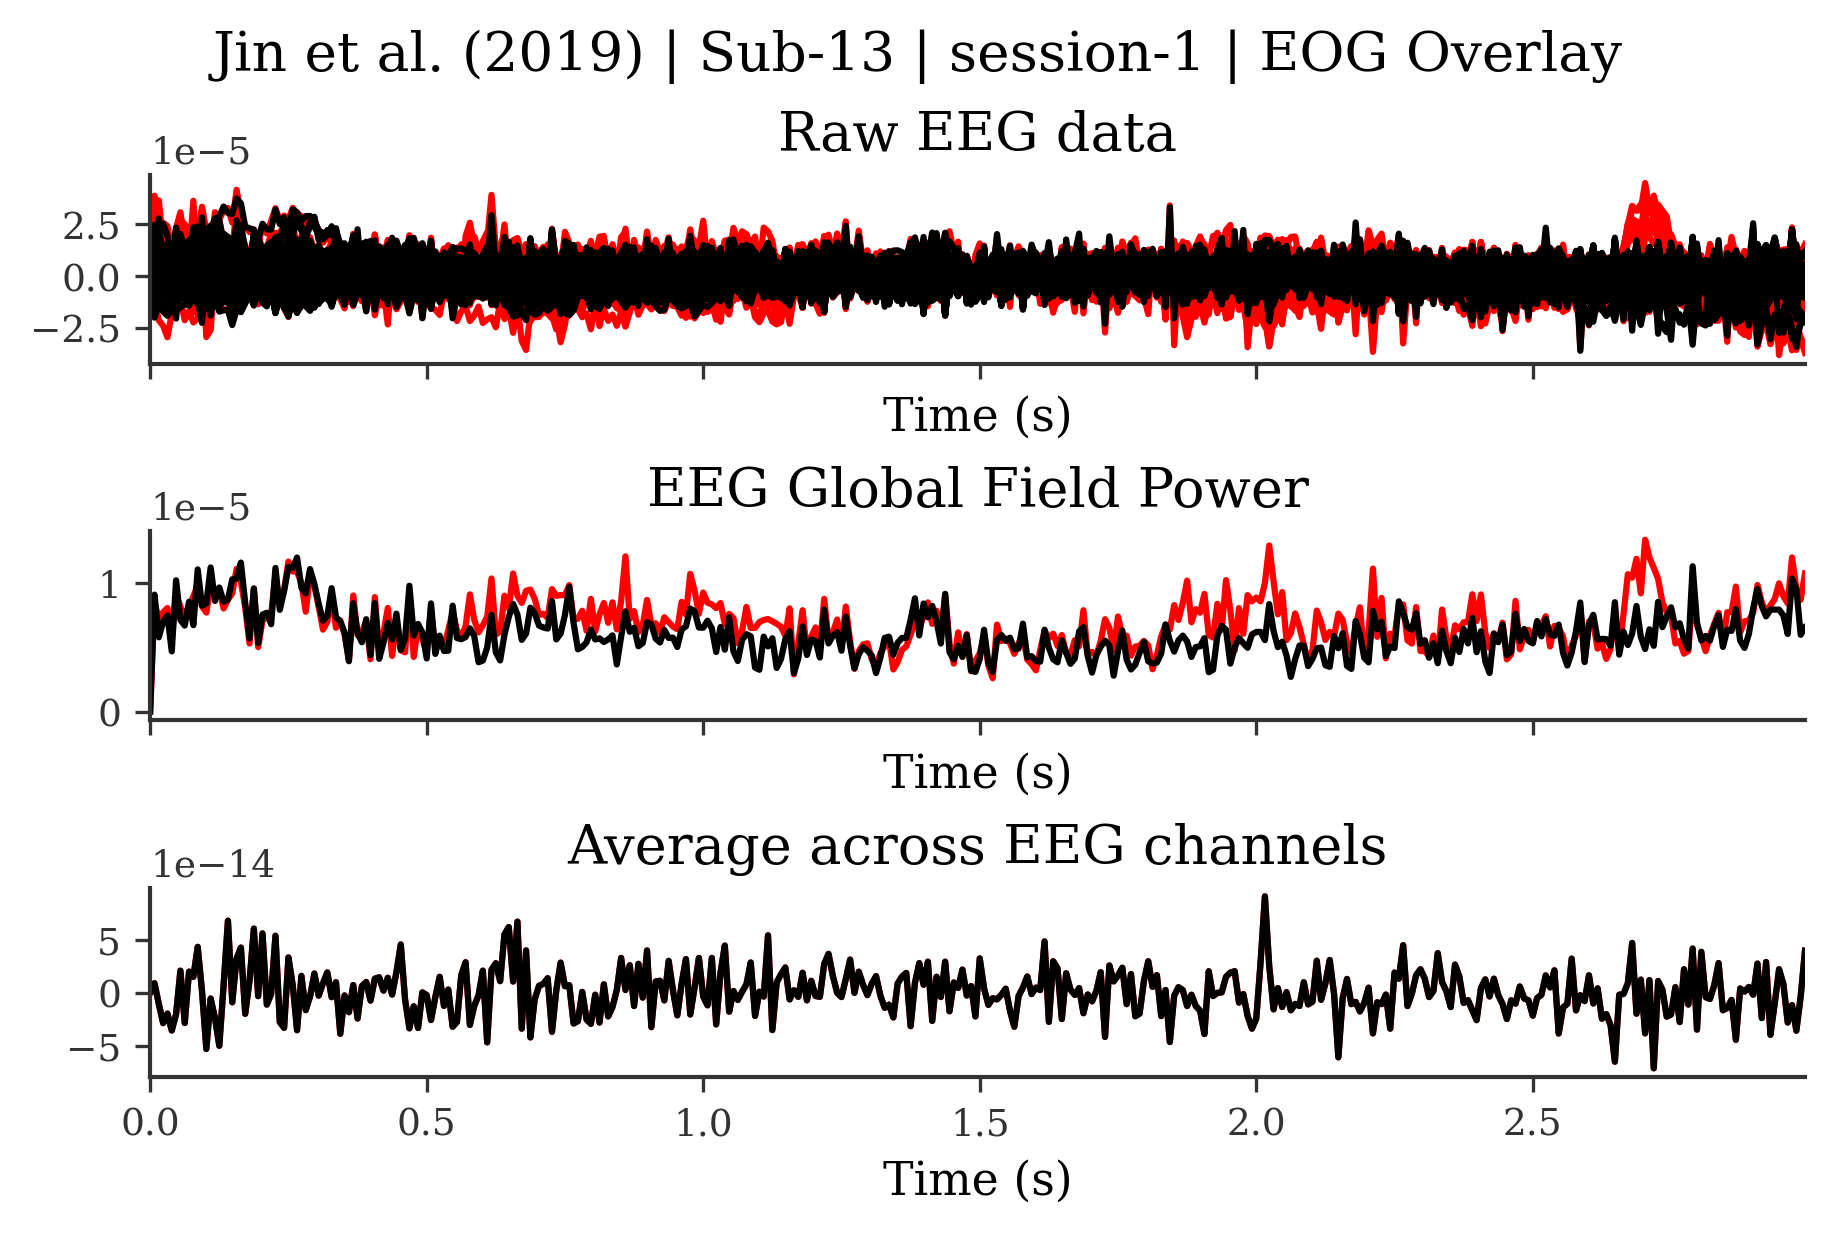 Jin et al. (2019) | Sub-13 | session-1 | EOG Overlay
Raw EEG data
1e−5
2.5
0.0
−2.5
Time (s)
EEG Global Field Power
1e−5
1
0
Time (s)
Average across EEG channels
1e−14
5
0
−5
0.0 0.5 1.0 1.5 2.0 2.5
Time (s)